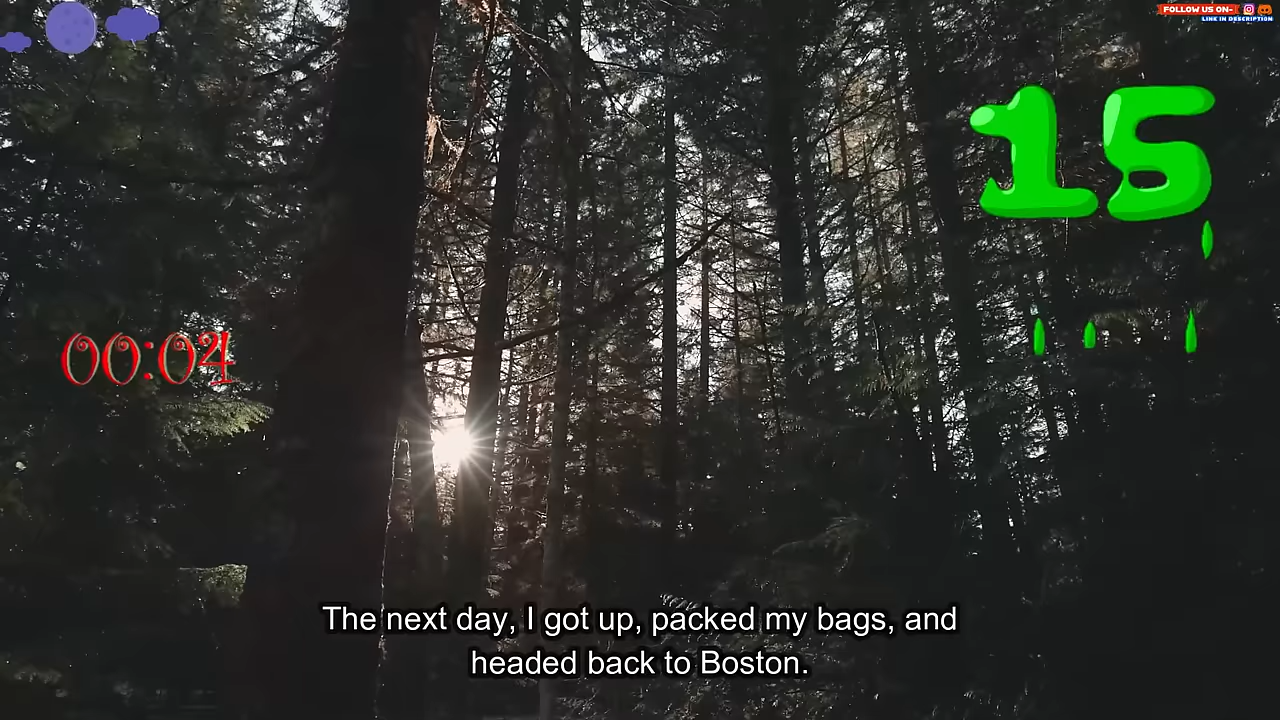 FOLLOW US ON-
LINK IN DESCRIPTION
15
00:04
The next day, I got up, packed my bags, and
headed back to Boston.